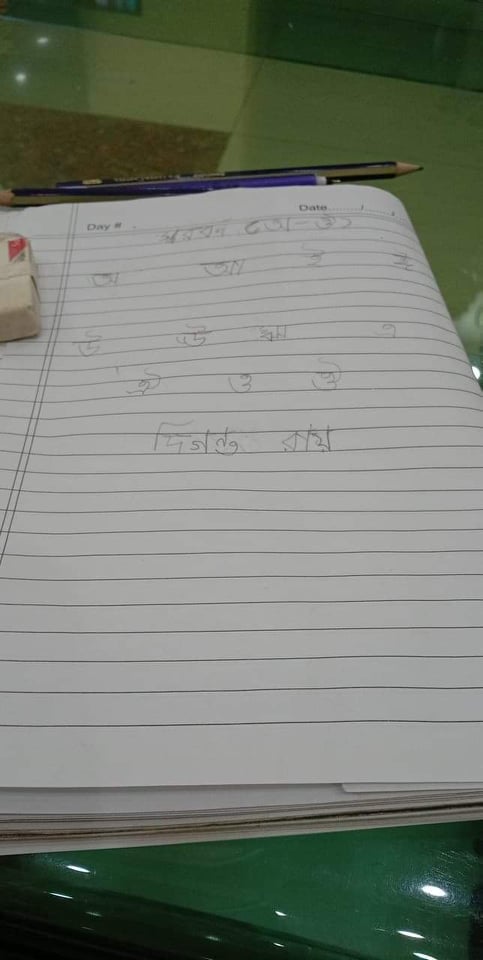 Day #
Date......../......../
স্বরবর্ন (অ-ঔ)
অ আ ই ঈ
উ ঊ ঋ এ
ঐ ও ঔ
দিগন্ত রায়